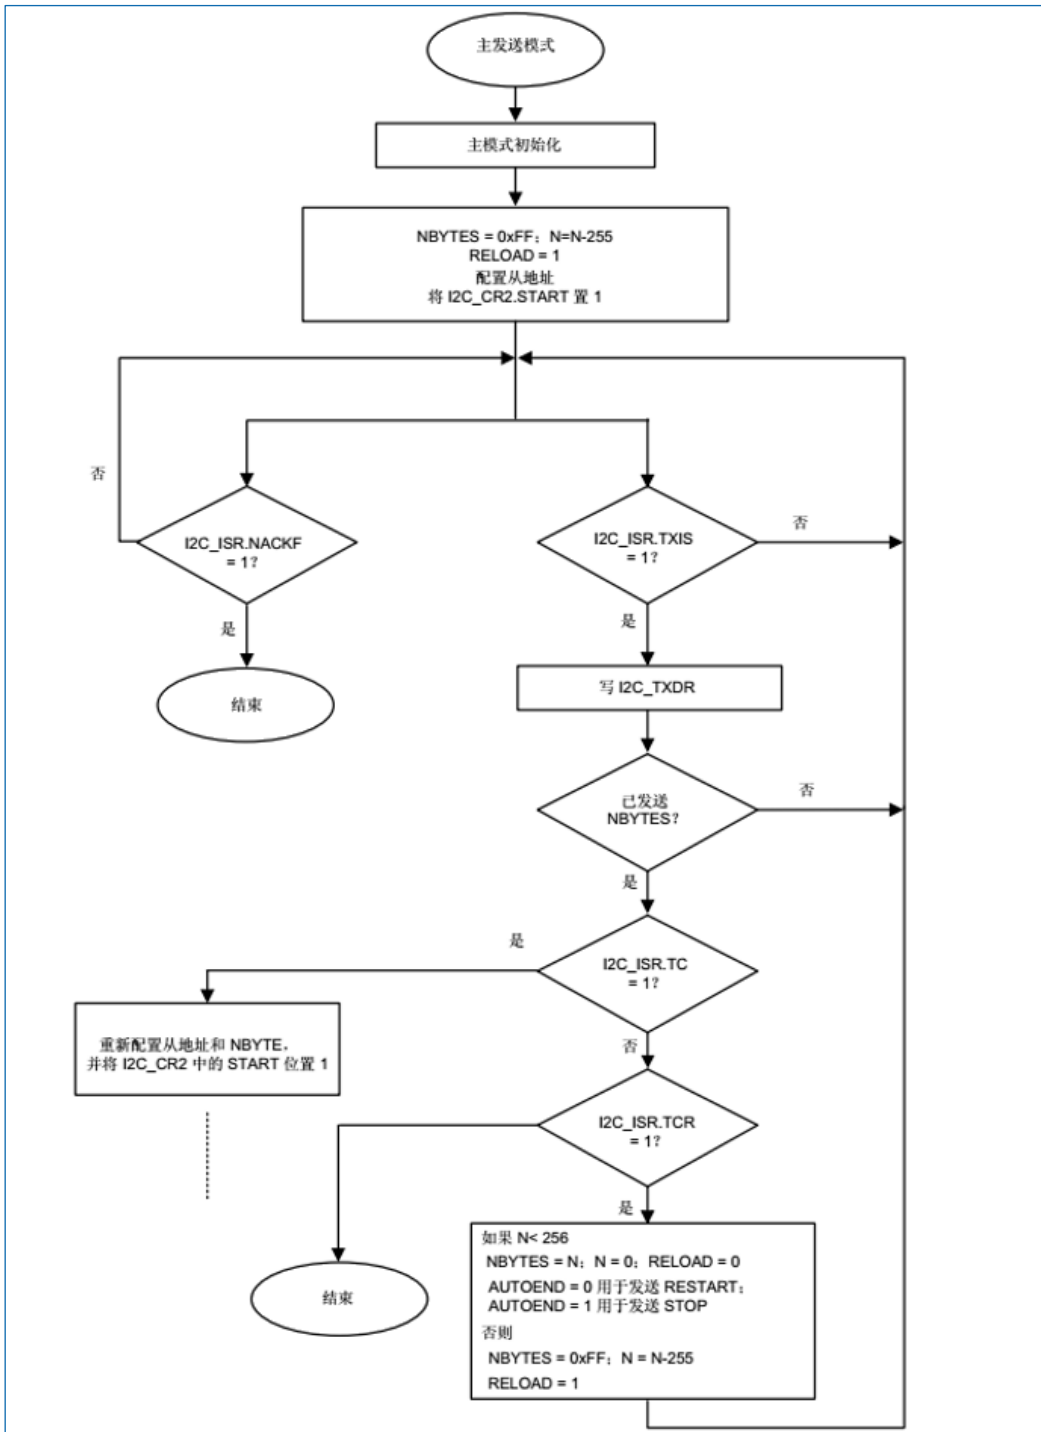 主发送模式
主模式初始化
NBYTES = 0xFF；N=N-255
RELOAD = 1
配置从地址
将 I2C_CR2.START 置 1
否
I2C_ISR.NACKF
= 1？
是
结束
I2C_ISR.TXIS
= 1？
否
是
写 I2C_TXDR
已发送
NBYTES？
否
是
I2C_ISR.TC
= 1？
是
重新配置从地址和 NBYTE，
并将 I2C_CR2 中的 START 位置 1
否
I2C_ISR.TCR
= 1？
结束
是
如果 N< 256
NBYTES = N；N = 0；RELOAD = 0
AUTOEND = 0 用于发送 RESTART；
AUTOEND = 1 用于发送 STOP
否则
NBYTES = 0xFF；N = N-255
RELOAD = 1